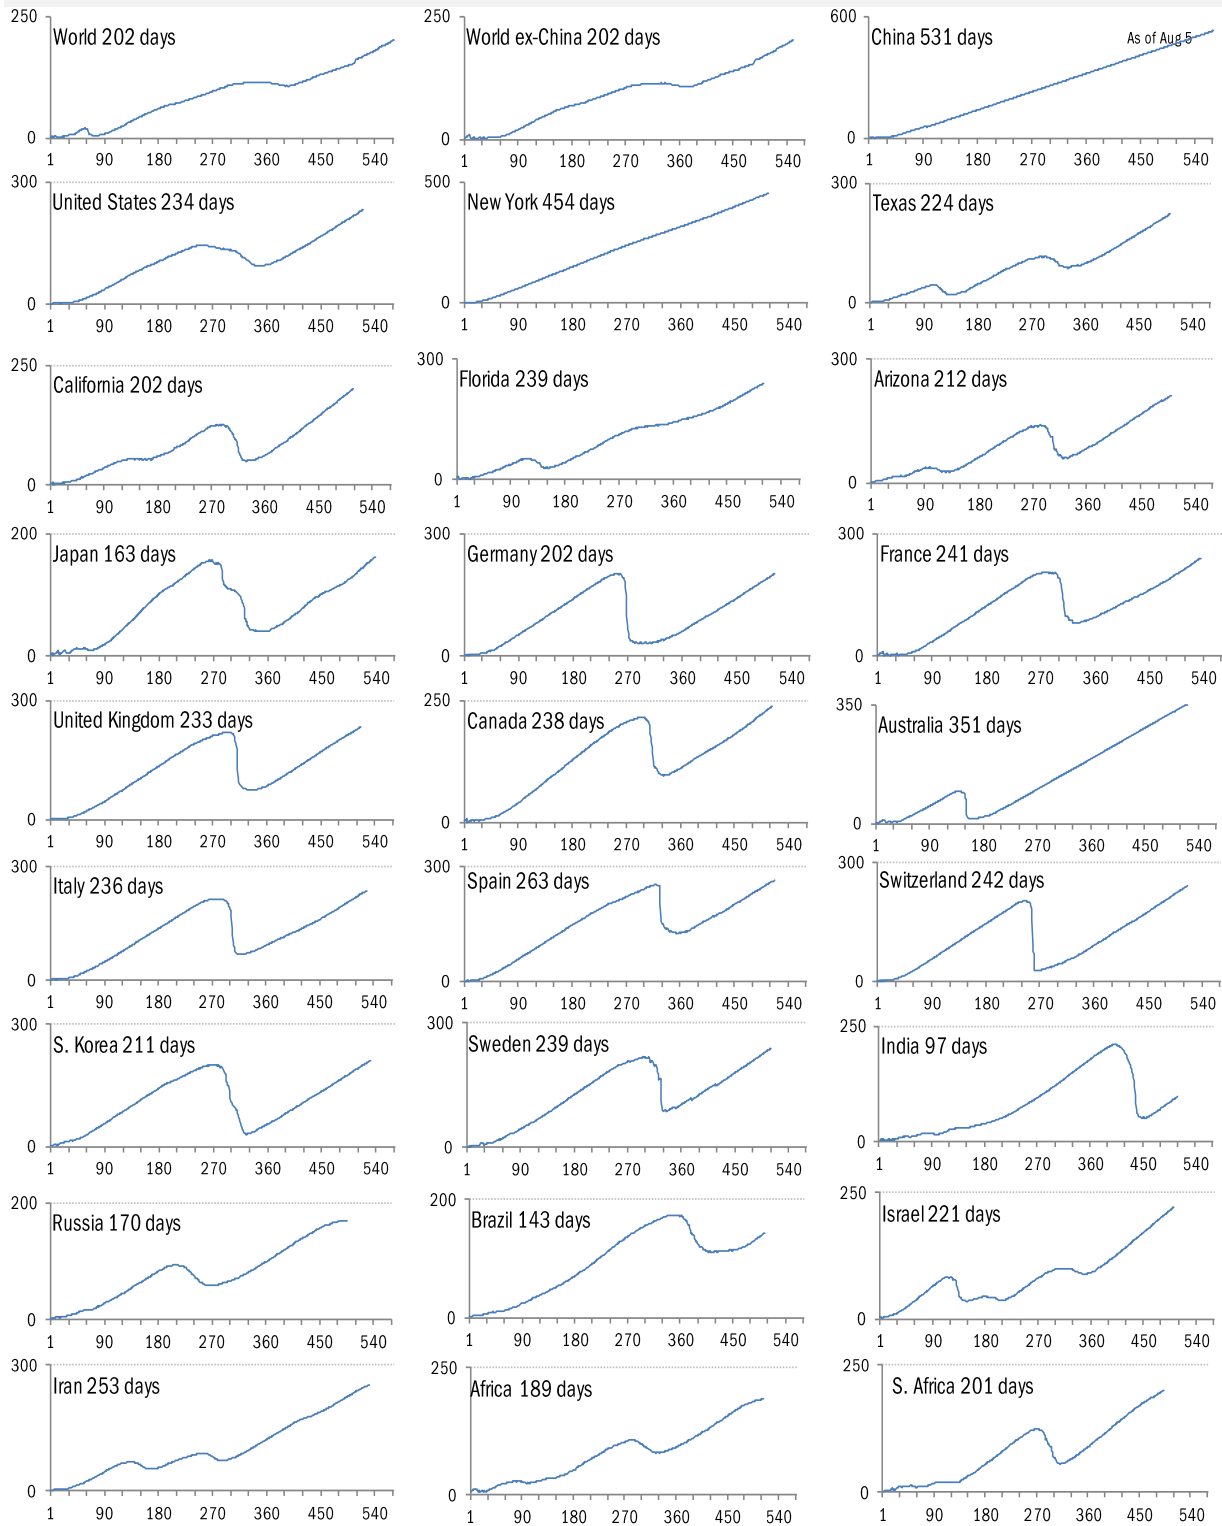 250 250 600
World 202 days World ex-China 202 days China 531 days As of Aug 5
0 0 0
1 90 180 270 360 450 540 1 90 180 270 360 450 540 1 90 180 270 360 450 540
300 500 300
United States 234 days New York 454 days Texas 224 days
0 0 0
1 90 180 270 360 450 540 1 90 180 270 360 450 540 1 90 180 270 360 450 540
250 300 300
California 202 days Florida 239 days Arizona 212 days
0 0 0
1 90 180 270 360 450 540 1 90 180 270 360 450 540 1 90 180 270 360 450 540
200 300 300
Japan 163 days Germany 202 days France 241 days
0 0 0
1 90 180 270 360 450 540 1 90 180 270 360 450 540 1 90 180 270 360 450 540
300 250 350
United Kingdom 233 days Canada 238 days Australia 351 days
0 0 0
1 90 180 270 360 450 540 1 90 180 270 360 450 540 1 90 180 270 360 450 540
300 300 300
Italy 236 days Spain 263 days Switzerland 242 days
0 0 0
1 90 180 270 360 450 540 1 90 180 270 360 450 540 1 90 180 270 360 450 540
300 300 250
S. Korea 211 days Sweden 239 days India 97 days
0 0 0
1 90 180 270 360 450 540 1 90 180 270 360 450 540 1 90 180 270 360 450 540
200 200 250
Russia 170 days Brazil 143 days Israel 221 days
0 0 0
1 90 180 270 360 450 540 1 90 180 270 360 450 540 1 90 180 270 360 450 540
300 250 250
Iran 253 days Africa 189 days S. Africa 201 days
0 0 0
1 90 180 270 360 450 540 1 90 180 270 360 450 540 1 90 180 270 360 450 540